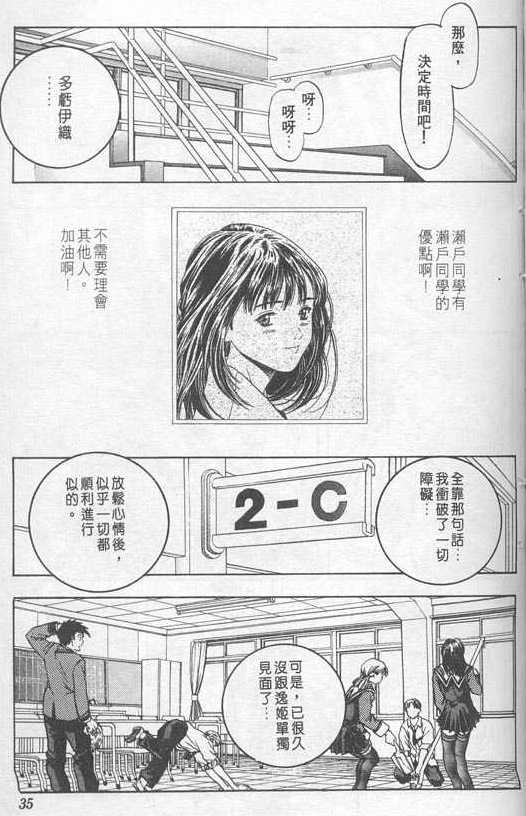 那麼，
決定時間吧！
呀…
呀呀…
多虧伊織
……
瀨戶同學有
瀨戶同學的
優點啊！
不需要理會
其他人。
加油啊！
全靠那句話…
我衝破了一切
障礙…
2-C
放鬆心情後，
似乎一切都
順利進行
似的。
可是，已很久
沒跟逸姬單獨
見面了…
35